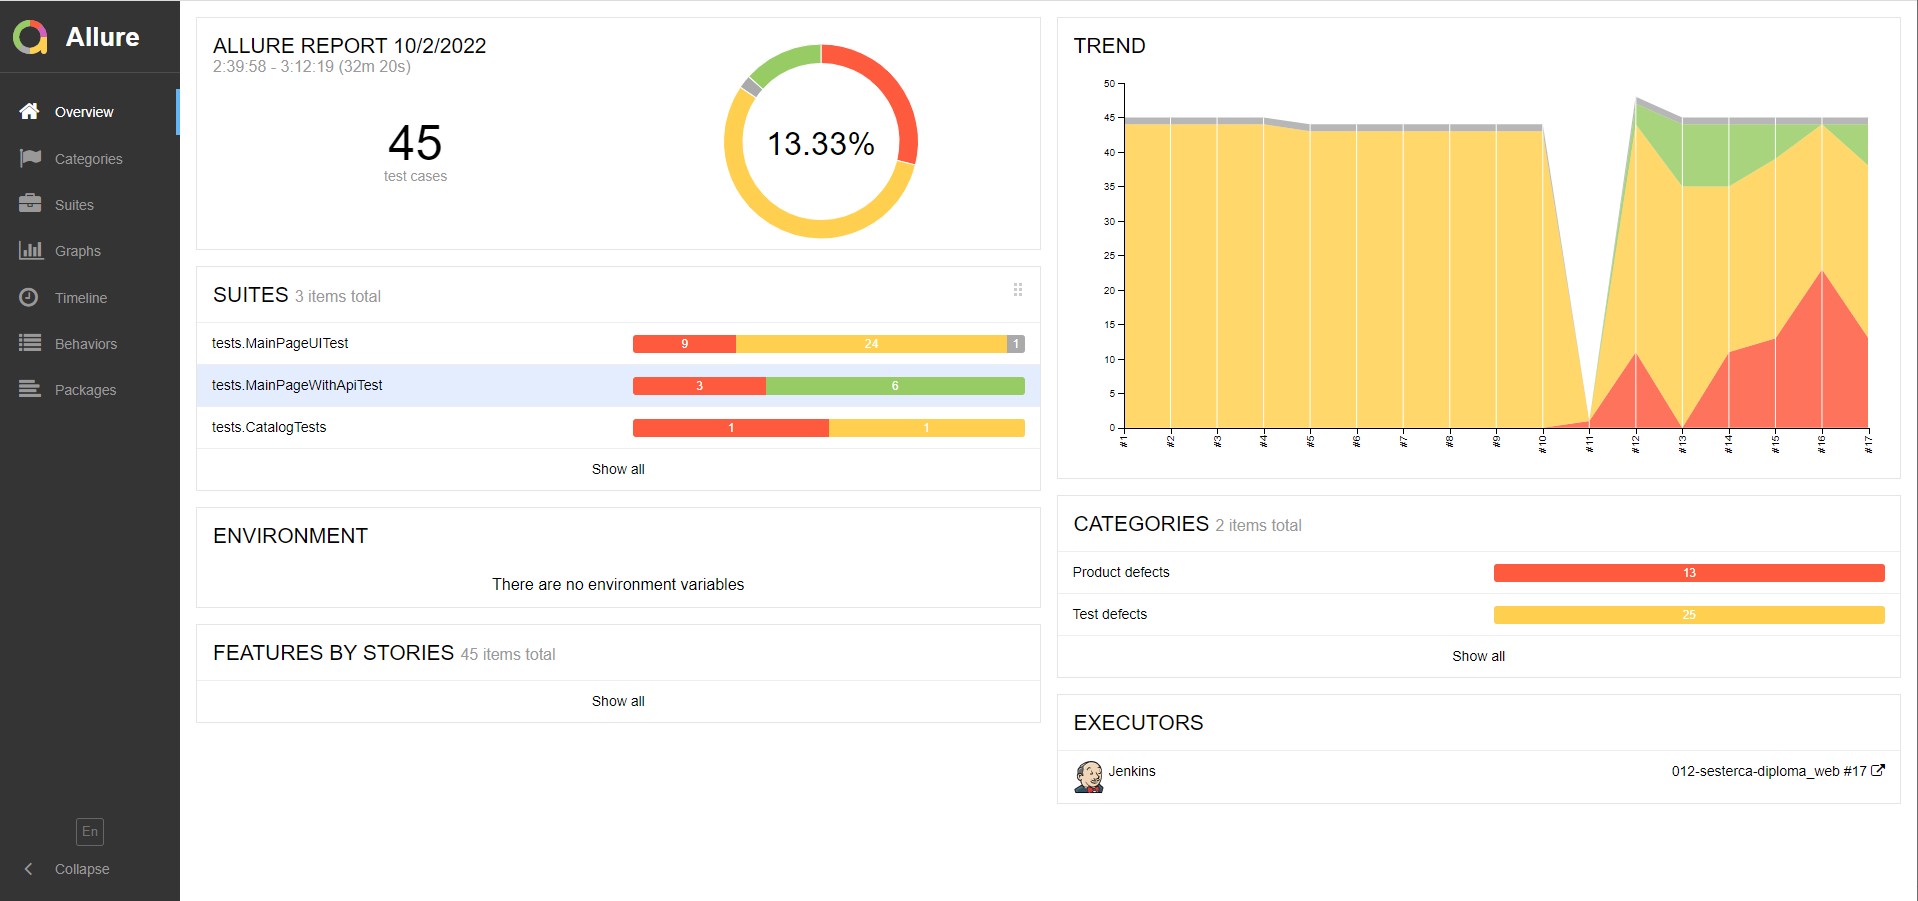 Allure
Overview
Categories
Suites
Graphs
Timeline
Behaviors
Packages
En
Collapse
ALLURE REPORT 10/2/2022
2:39:58 - 3:12:19 (32m 20s)
45
test cases
13.33%
SUITES 3 items total
tests.MainPageUITest 9 24 1
tests.MainPageWithApiTest 3 6
tests.CatalogTests 1 1
Show all
ENVIRONMENT
There are no environment variables
FEATURES BY STORIES 45 items total
Show all
TREND
50
45
40
35
30
25
20
15
10
5
0
#1 #2 #3 #4 #5 #6 #7 #8 #9 #10 #11 #12 #13 #14 #15 #16 #17
CATEGORIES 2 items total
Product defects 13
Test defects 25
Show all
EXECUTORS
Jenkins 012-sesterca-diploma_web #17